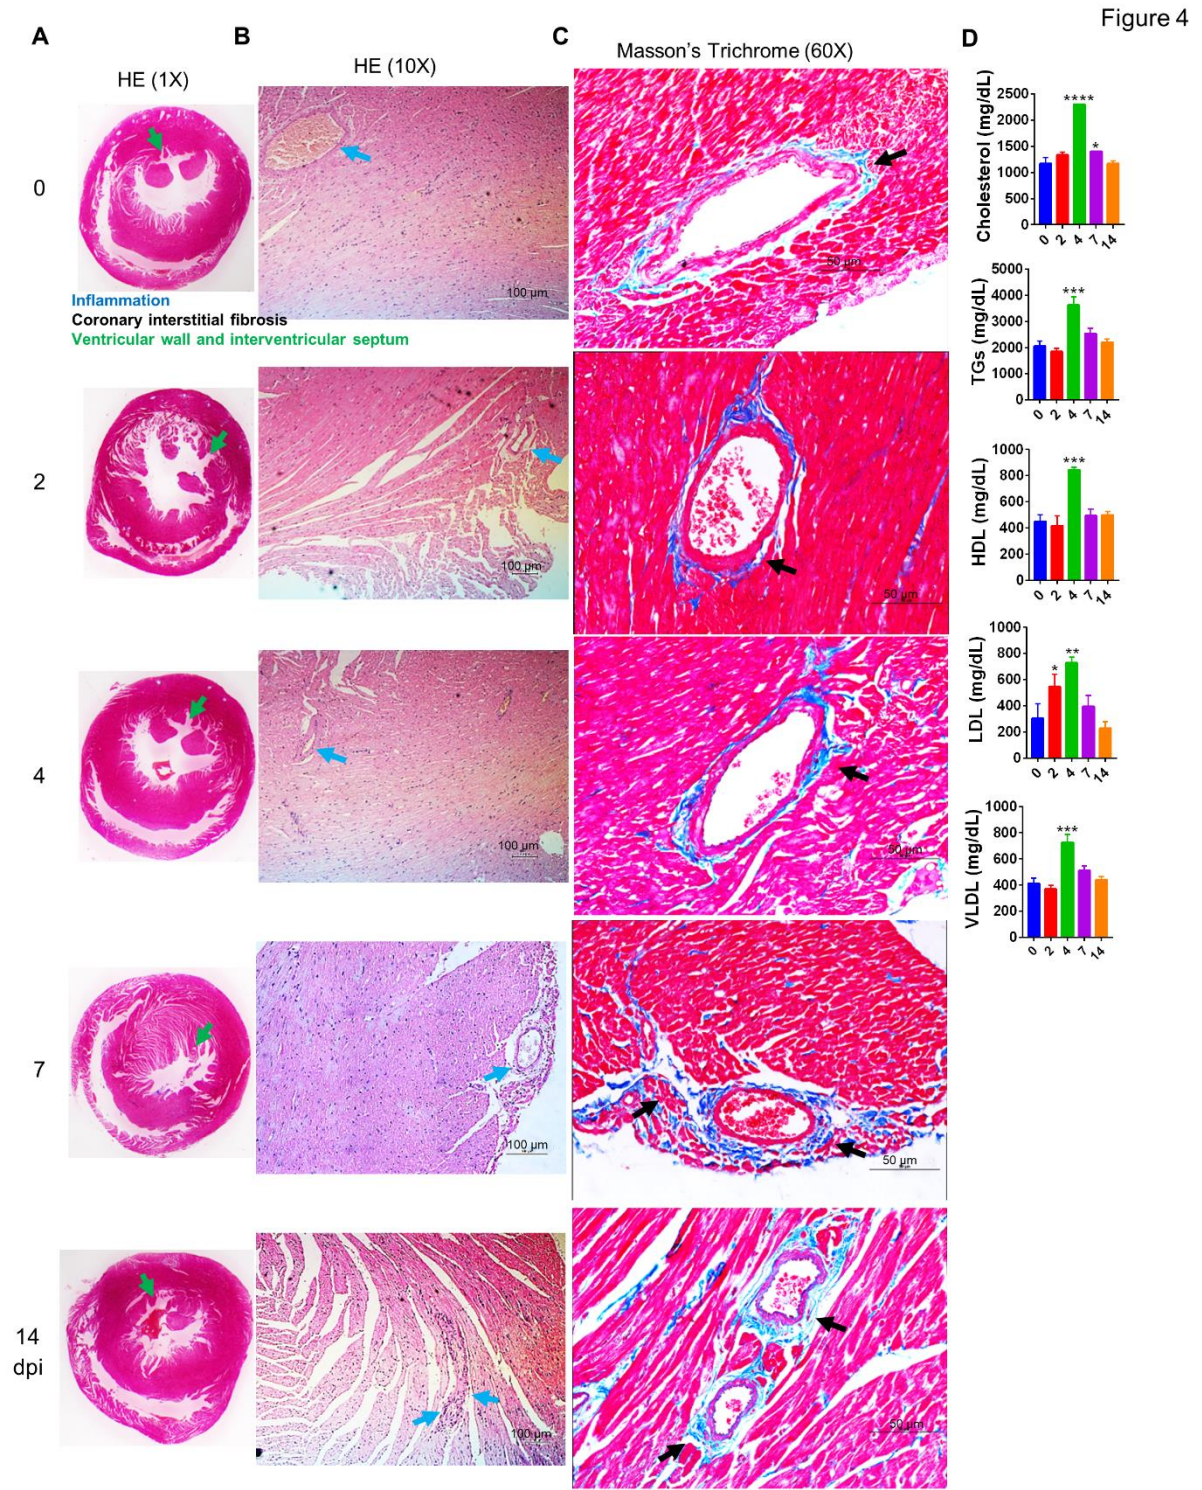 Figure 4
A
B
C
D
HE (1X)
HE (10X)
Masson's Trichrome (60X)
0
100 µm
50 µm
Inflammation
Coronary interstitial fibrosis
Ventricular wall and interventricular septum
2
100 µm
50 µm
4
100 µm
50 µm
7
100 µm
50 µm
14
dpi
100 µm
50 µm
Cholesterol (mg/dL)
2500
2000
1500
1000
500
0
****
*
0 2 4 7 14
TGs (mg/dL)
5000
4000
3000
2000
1000
0
***
0 2 4 7 14
HDL (mg/dL)
1000
800
600
400
200
0
***
0 2 4 7 14
LDL (mg/dL)
1000
800
600
400
200
0
*
**
0 2 4 7 14
VLDL (mg/dL)
1000
800
600
400
200
0
***
0 2 4 7 14